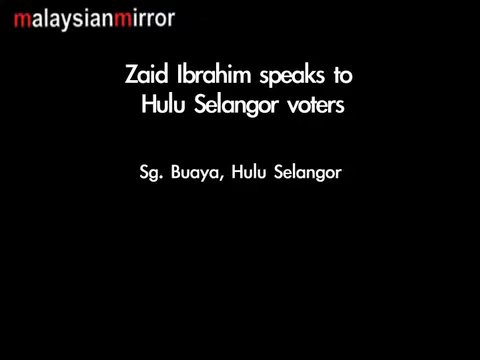 malaysianmirror
Zaid Ibrahim speaks to
Hulu Selangor voters
Sg. Buaya, Hulu Selangor